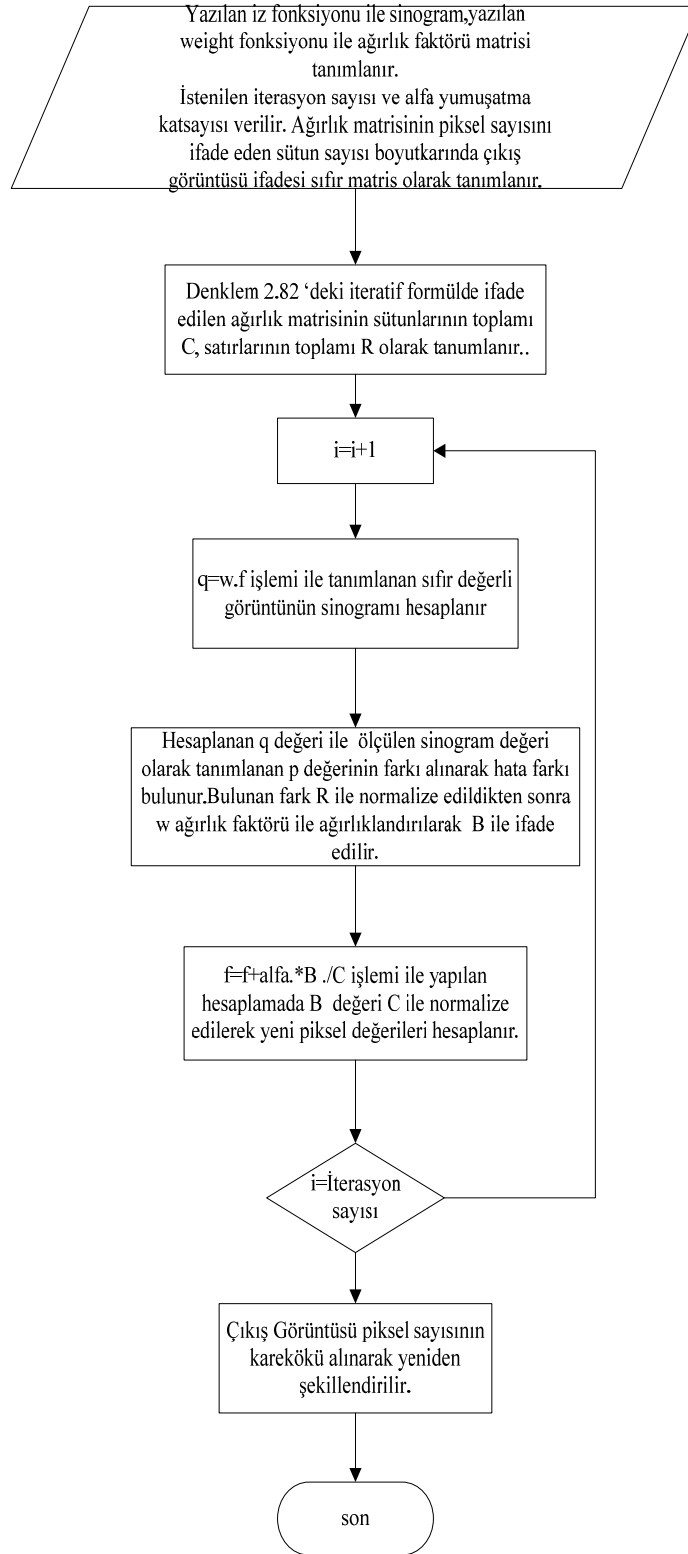 Yazılan iz fonksiyonu ile sinogram,yazılan
weight fonksiyonu ile ağırlık faktörü matrisi
tanımlanır.
İstenilen iterasyon sayısı ve alfa yumuşatma
katsayısı verilir. Ağırlık matrisinin piksel sayısını
ifade eden sütun sayısı boyutkarında çıkış
görüntüsü ifadesi sıfır matris olarak tanımlanır.
Denklem 2.82 ‘deki iteratif formülde ifade
edilen ağırlık matrisinin sütunlarının toplamı
C, satırlarının toplamı R olarak tanumlanır..
i=i+1
q=w.f işlemi ile tanımlanan sıfır değerli
görüntünün sinogramı hesaplanır
Hesaplanan q değeri ile ölçülen sinogram değeri
olarak tanımlanan p değerinin farkı alınarak hata farkı
bulunur.Bulunan fark R ile normalize edildikten sonra
w ağırlık faktörü ile ağırlıklandırılarak B ile ifade
edilir.
f=f+alfa.*B ./C işlemi ile yapılan
hesaplamada B değeri C ile normalize
edilerek yeni piksel değerileri hesaplanır.
i=İterasyon
sayısı
Çıkış Görüntüsü piksel sayısının
karekökü alınarak yeniden
şekillendirilir.
son